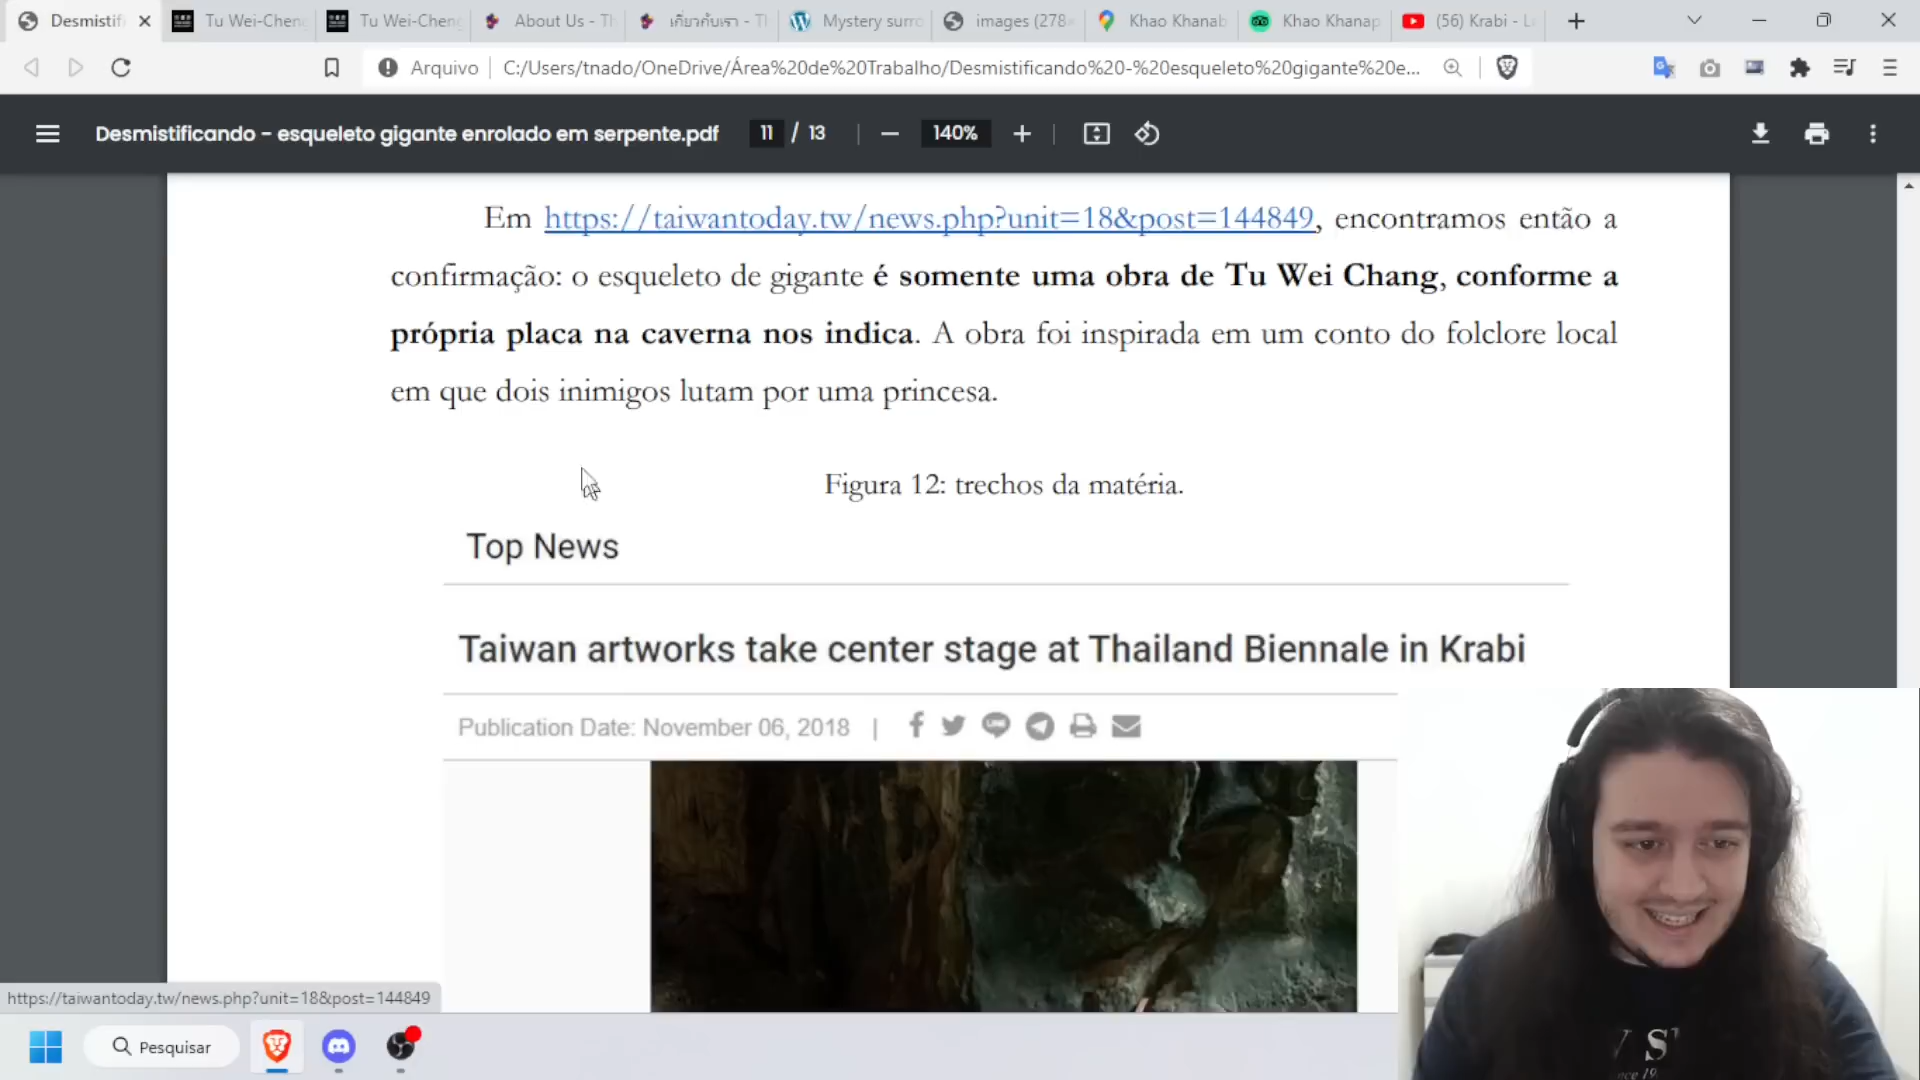 Desmistifi
Tu Wei-Chen
Tu Wei-Cheng
About Us - Th
เกี่ยวกับเรา - Th
Mystery surro
images (278×
Khao Khanab
Khao Khanap
(56) Krabi - Le
Arquivo
C:/Users/tnado/OneDrive/Área%20de%20Trabalho/Desmistificando%20-%20esqueleto%20gigante%20e...
Desmistificando - esqueleto gigante enrolado em serpente.pdf
11 / 13
140%
Em https://taiwantoday.tw/news.php?unit=18&post=144849, encontramos então a
confirmação: o esqueleto de gigante é somente uma obra de Tu Wei Chang, conforme a
própria placa na caverna nos indica. A obra foi inspirada em um conto do folclore local
em que dois inimigos lutam por uma princesa.
Figura 12: trechos da matéria.
Top News
Taiwan artworks take center stage at Thailand Biennale in Krabi
Publication Date: November 06, 2018 |
https://taiwantoday.tw/news.php?unit=18&post=144849
Pesquisar